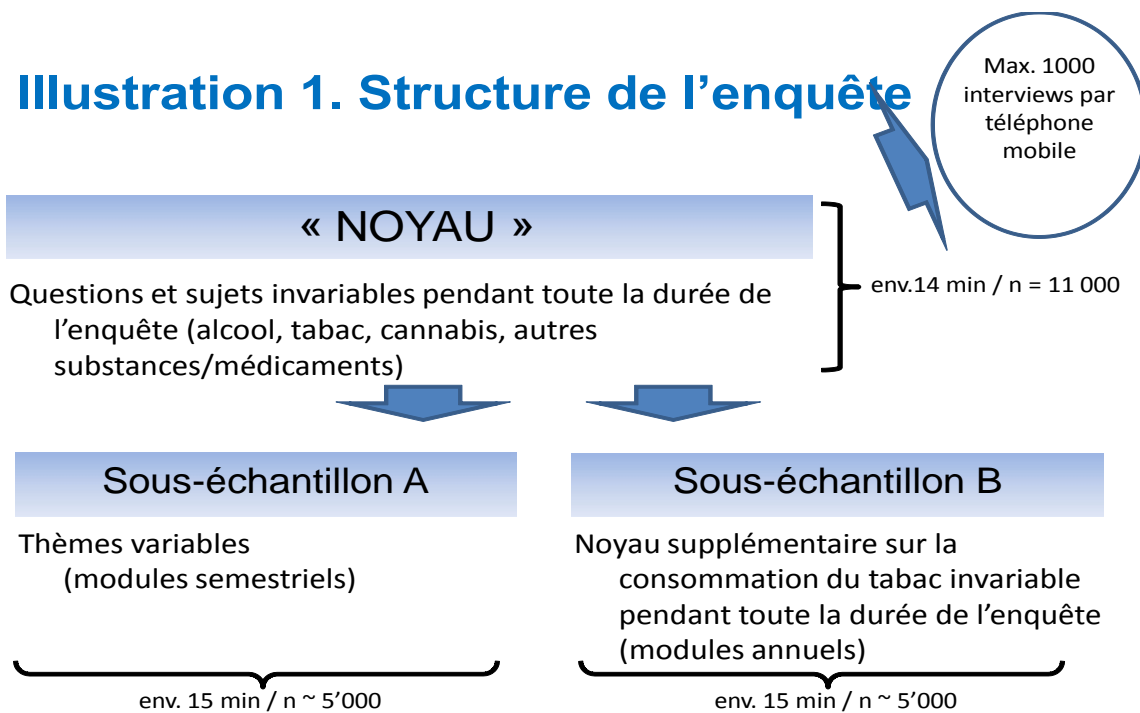 Illustration 1. Structure de l’enquête
Max. 1000
interviews par
téléphone
mobile
« NOYAU »
Questions et sujets invariables pendant toute la durée de
l’enquête (alcool, tabac, cannabis, autres
substances/médicaments)
env.14 min / n = 11 000
Sous-échantillon A
Thèmes variables
(modules semestriels)
env. 15 min / n ~ 5’000
Sous-échantillon B
Noyau supplémentaire sur la
consommation du tabac invariable
pendant toute la durée de l’enquête
(modules annuels)
env. 15 min / n ~ 5’000